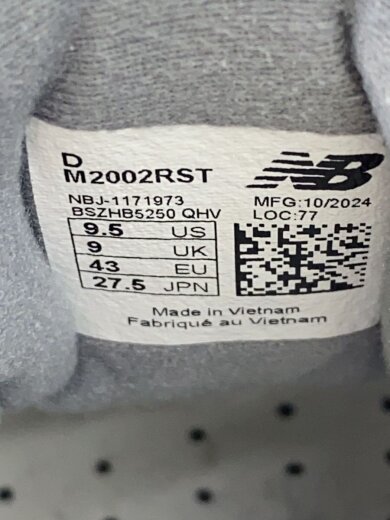 D
M2002RST
NB
NBJ-1171973
BSZHB5250 QHV
MFG:10/2024
LOC:77
9.5 US
9 UK
43 EU
27.5 JPN
Made in Vietnam
Fabriqué au Vietnam